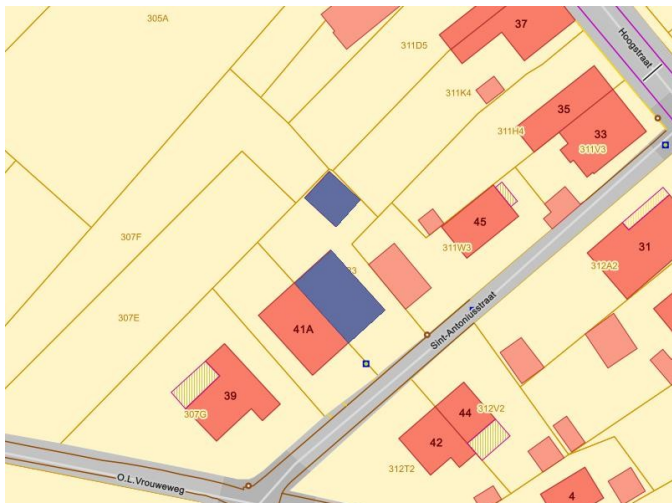 305A
37
Hoogstraat
311D5
311K4
35
311H4
33
311V3
307F
45
311W3
31
312A2
307E
Sint-Antoniusstraat
41A
39
307G
44
312V2
42
312T2
O.L.Vrouweweg
4